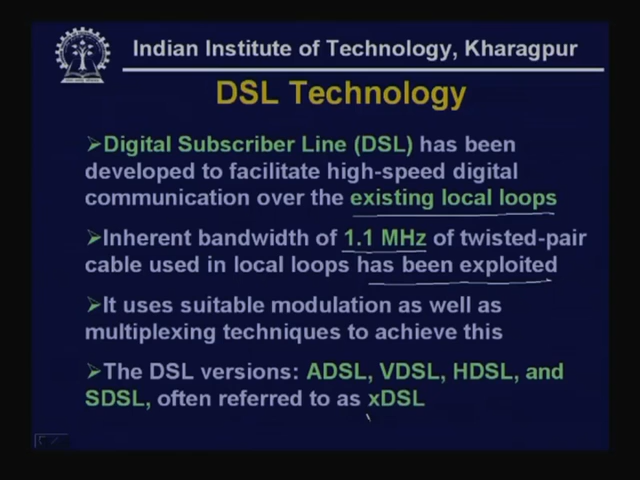 Indian Institute of Technology, Kharagpur
DSL Technology
➢Digital Subscriber Line (DSL) has been
developed to facilitate high-speed digital
communication over the existing local loops
➢Inherent bandwidth of 1.1 MHz of twisted-pair
cable used in local loops has been exploited
➢It uses suitable modulation as well as
multiplexing techniques to achieve this
➢The DSL versions: ADSL, VDSL, HDSL, and
SDSL, often referred to as xDSL